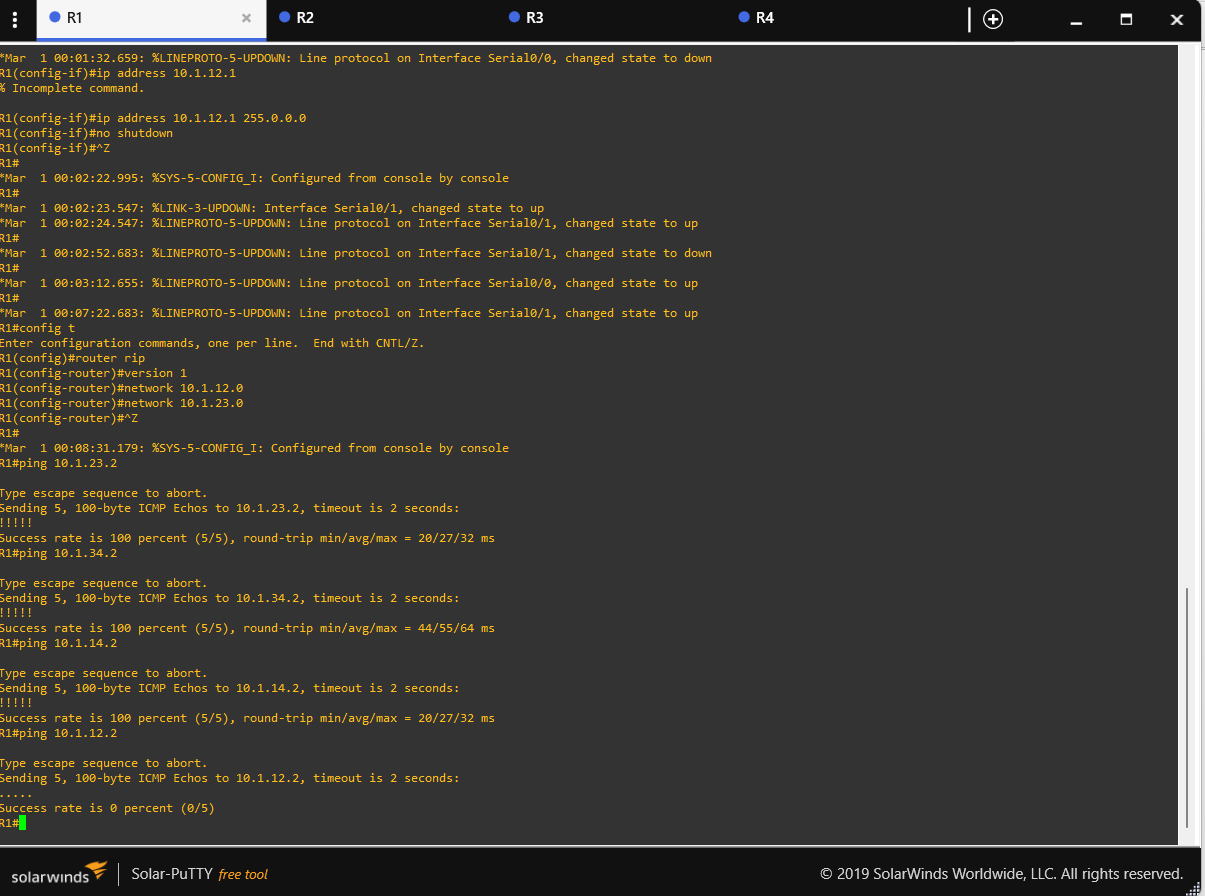 R1
R2
R3
R4
*Mar  1 00:01:32.659: %LINEPROTO-5-UPDOWN: Line protocol on Interface Serial0/0, changed state to down
R1(config-if)#ip address 10.1.12.1
% Incomplete command.
R1(config-if)#ip address 10.1.12.1 255.0.0.0
R1(config-if)#no shutdown
R1(config-if)#^Z
R1#
*Mar  1 00:02:22.995: %SYS-5-CONFIG_I: Configured from console by console
R1#
*Mar  1 00:02:23.547: %LINK-3-UPDOWN: Interface Serial0/1, changed state to up
*Mar  1 00:02:24.547: %LINEPROTO-5-UPDOWN: Line protocol on Interface Serial0/1, changed state to up
R1#
*Mar  1 00:02:52.683: %LINEPROTO-5-UPDOWN: Line protocol on Interface Serial0/1, changed state to down
R1#
*Mar  1 00:03:12.655: %LINEPROTO-5-UPDOWN: Line protocol on Interface Serial0/0, changed state to up
R1#
*Mar  1 00:07:22.683: %LINEPROTO-5-UPDOWN: Line protocol on Interface Serial0/1, changed state to up
R1#config t
Enter configuration commands, one per line.  End with CNTL/Z.
R1(config)#router rip
R1(config-router)#version 1
R1(config-router)#network 10.1.12.0
R1(config-router)#network 10.1.23.0
R1(config-router)#^Z
R1#
*Mar  1 00:08:31.179: %SYS-5-CONFIG_I: Configured from console by console
R1#ping 10.1.23.2
Type escape sequence to abort.
Sending 5, 100-byte ICMP Echos to 10.1.23.2, timeout is 2 seconds:
!!!!!
Success rate is 100 percent (5/5), round-trip min/avg/max = 20/27/32 ms
R1#ping 10.1.34.2
Type escape sequence to abort.
Sending 5, 100-byte ICMP Echos to 10.1.34.2, timeout is 2 seconds:
!!!!!
Success rate is 100 percent (5/5), round-trip min/avg/max = 44/55/64 ms
R1#ping 10.1.14.2
Type escape sequence to abort.
Sending 5, 100-byte ICMP Echos to 10.1.14.2, timeout is 2 seconds:
!!!!!
Success rate is 100 percent (5/5), round-trip min/avg/max = 20/27/32 ms
R1#ping 10.1.12.2
Type escape sequence to abort.
Sending 5, 100-byte ICMP Echos to 10.1.12.2, timeout is 2 seconds:
.....
Success rate is 0 percent (0/5)
R1#
solarwinds
Solar-PuTTY free tool
© 2019 SolarWinds Worldwide, LLC. All rights reserved.